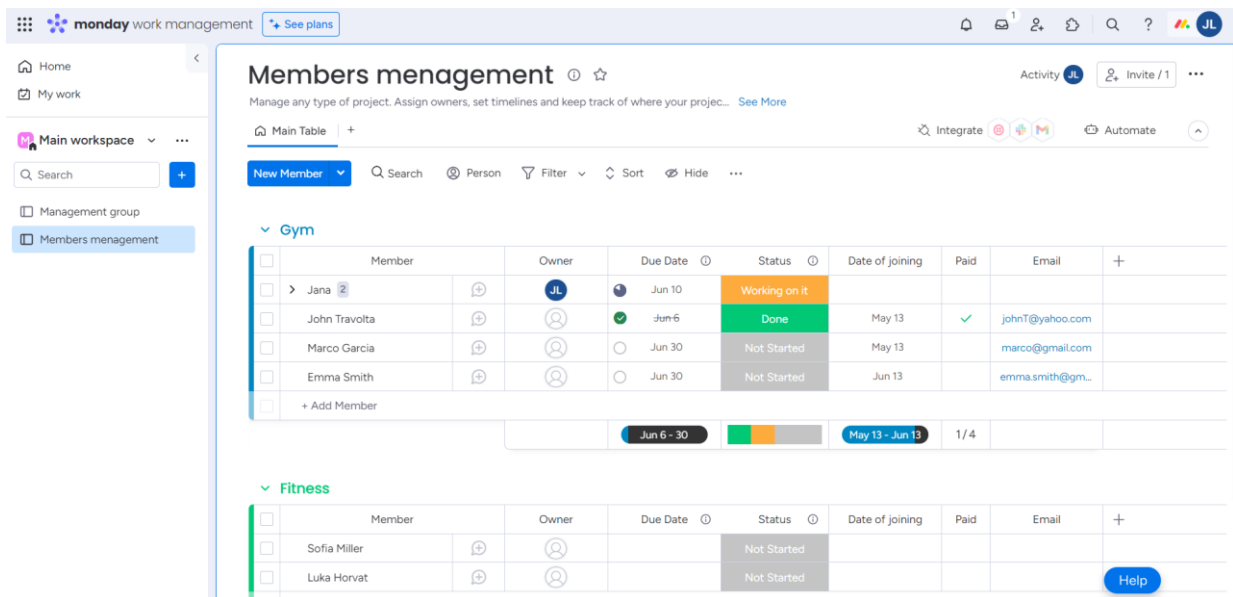 monday work management See plans 1 JL
Home
My work
M Main workspace
Search +
Management group
Members menagement
Members menagement
Activity JL Invite / 1
Manage any type of project. Assign owners, set timelines and keep track of where your projec... See More
Main Table + Integrate Automate
New Member Search Person Filter Sort Hide
Gym
Member Owner Due Date Status Date of joining Paid Email +
Jana 2 JL Jun 10 Working on it
John Travolta Jun 6 Done May 13 johnT@yahoo.com
Marco Garcia Jun 30 Not Started May 13 marco@gmail.com
Emma Smith Jun 30 Not Started Jun 13 emma.smith@gm...
+ Add Member
Jun 6 - 30 May 13 - Jun 13 1 / 4
Fitness
Member Owner Due Date Status Date of joining Paid Email +
Sofia Miller Not Started
Luka Horvat Not Started
Help